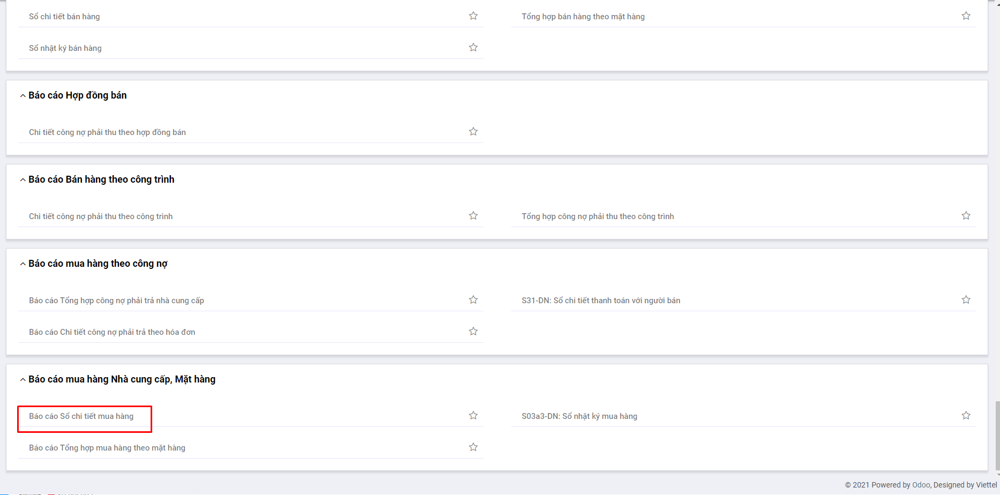 Sổ chi tiết bán hàng
Tổng hợp bán hàng theo mặt hàng
Sổ nhật ký bán hàng
Báo cáo Hợp đồng bán
Chi tiết công nợ phải thu theo hợp đồng bán
Báo cáo Bán hàng theo công trình
Chi tiết công nợ phải thu theo công trình
Tổng hợp công nợ phải thu theo công trình
Báo cáo mua hàng theo công nợ
Báo cáo Tổng hợp công nợ phải trả nhà cung cấp
S31-DN: Sổ chi tiết thanh toán với người bán
Báo cáo Chi tiết công nợ phải trả theo hóa đơn
Báo cáo mua hàng Nhà cung cấp, Mặt hàng
Báo cáo Sổ chi tiết mua hàng
S03a3-DN: Sổ nhật ký mua hàng
Báo cáo Tổng hợp mua hàng theo mặt hàng
© 2021 Powered by Odoo, Designed by Viettel